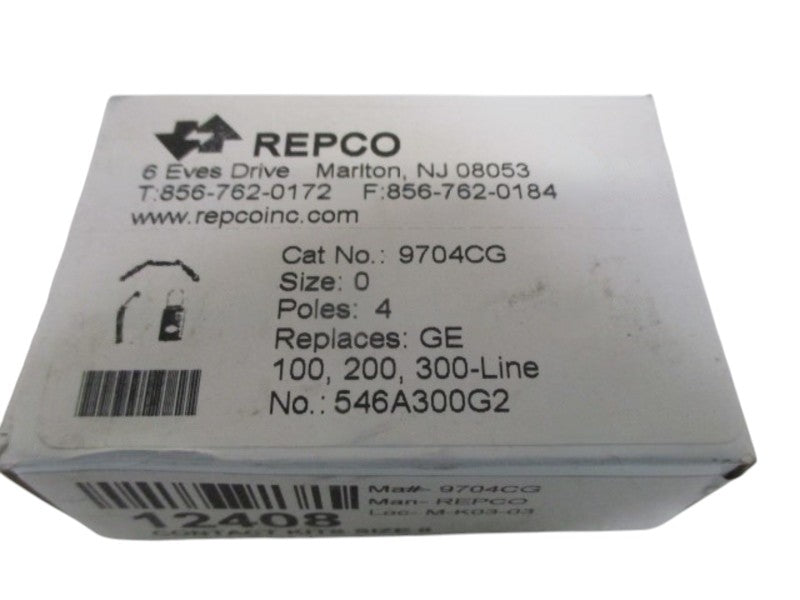 REPCO
6 Eves Drive Marlton, NJ 08053
T:856-762-0172 F:856-762-0184
www.repcoinc.com
Cat No.: 9704CG
Size: 0
Poles: 4
Replaces: GE
100, 200, 300-Line
No.: 546A300G2
Ma#- 9704CG
Man- REPCO
Loc- M-K03-03
12408
CONTACT KITS SIZE